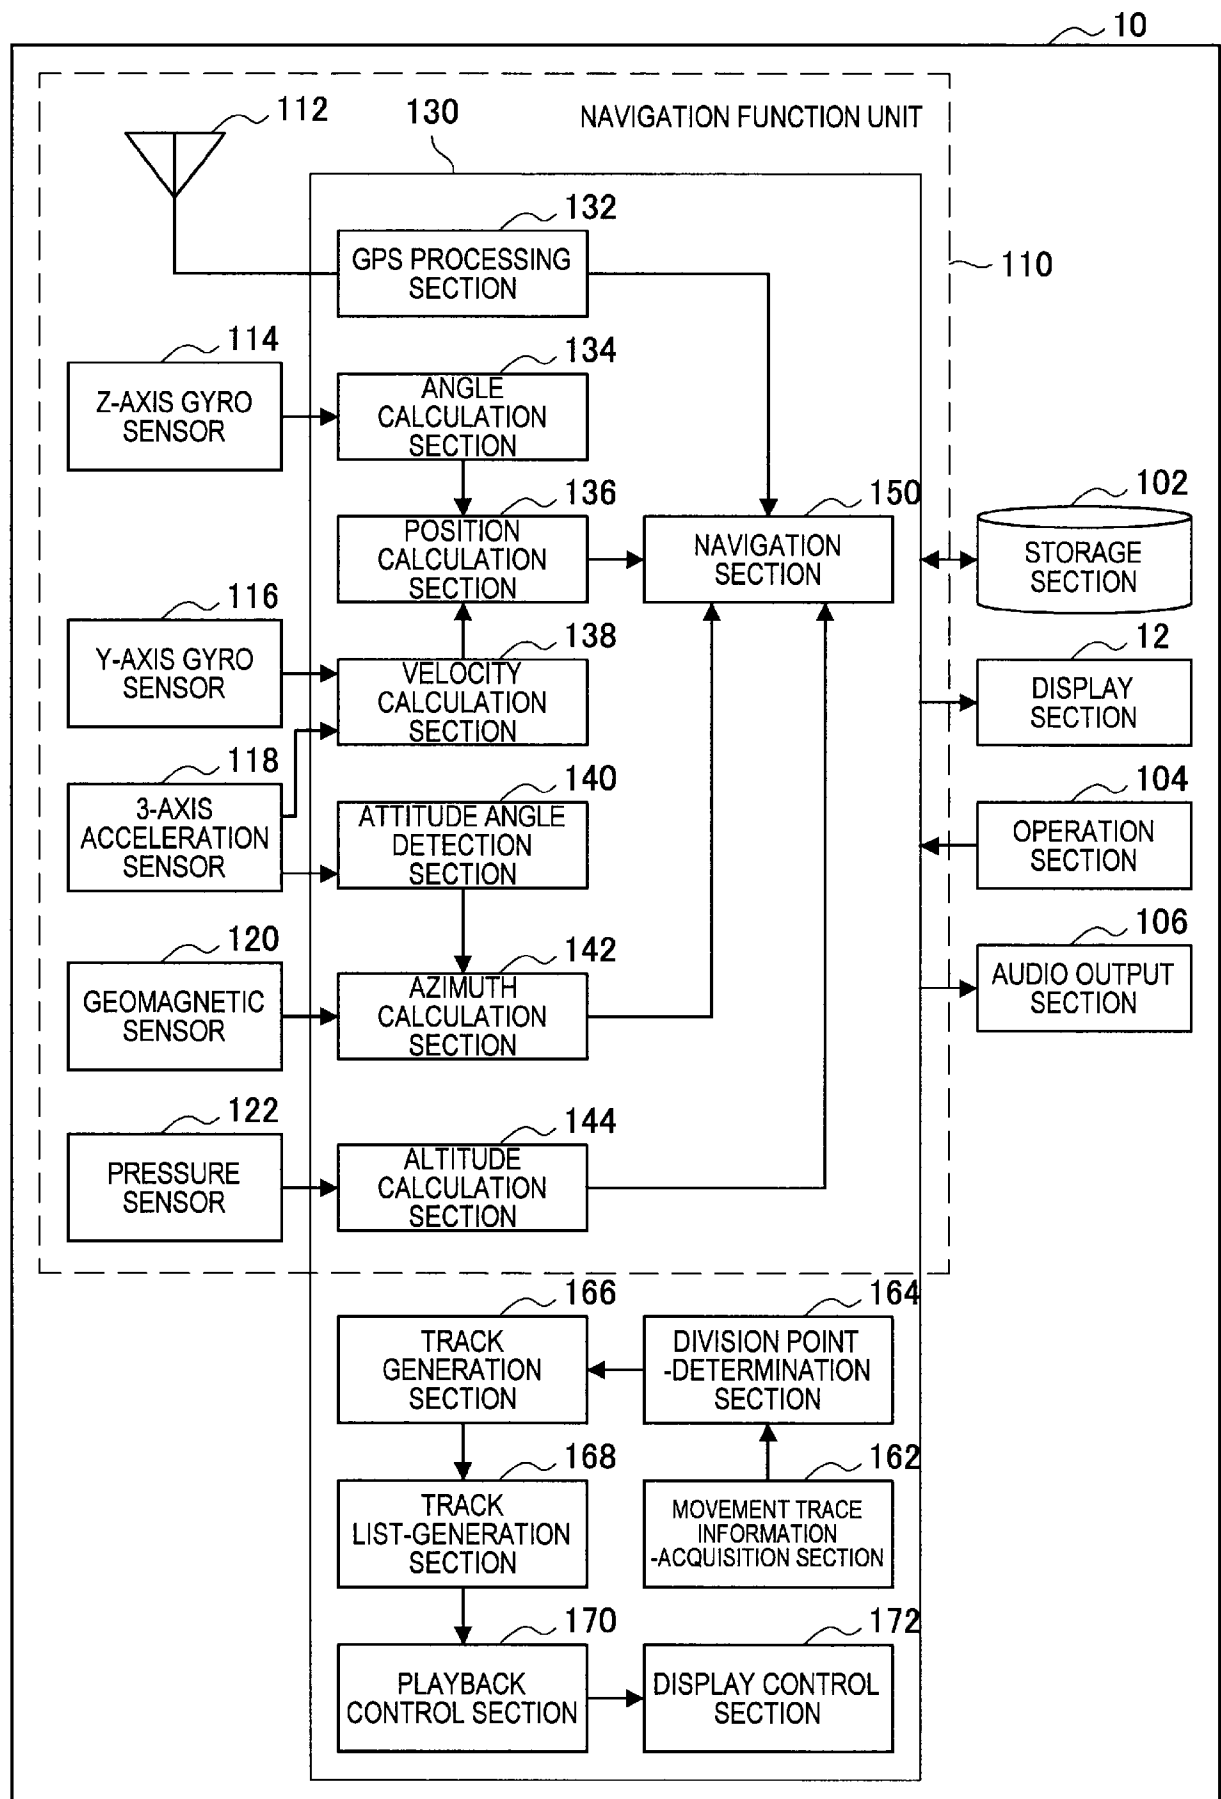 10
112
130
NAVIGATION FUNCTION UNIT
132
GPS PROCESSING
SECTION
110
114
Z-AXIS GYRO
SENSOR
134
ANGLE
CALCULATION
SECTION
136
POSITION
CALCULATION
SECTION
150
NAVIGATION
SECTION
102
STORAGE
SECTION
116
Y-AXIS GYRO
SENSOR
138
VELOCITY
CALCULATION
SECTION
12
DISPLAY
SECTION
118
3-AXIS
ACCELERATION
SENSOR
140
ATTITUDE ANGLE
DETECTION
SECTION
104
OPERATION
SECTION
120
GEOMAGNETIC
SENSOR
142
AZIMUTH
CALCULATION
SECTION
106
AUDIO OUTPUT
SECTION
122
PRESSURE
SENSOR
144
ALTITUDE
CALCULATION
SECTION
166
TRACK
GENERATION
SECTION
164
DIVISION POINT
-DETERMINATION
SECTION
168
TRACK
LIST-GENERATION
SECTION
162
MOVEMENT TRACE
INFORMATION
-ACQUISITION SECTION
170
PLAYBACK
CONTROL SECTION
172
DISPLAY CONTROL
SECTION